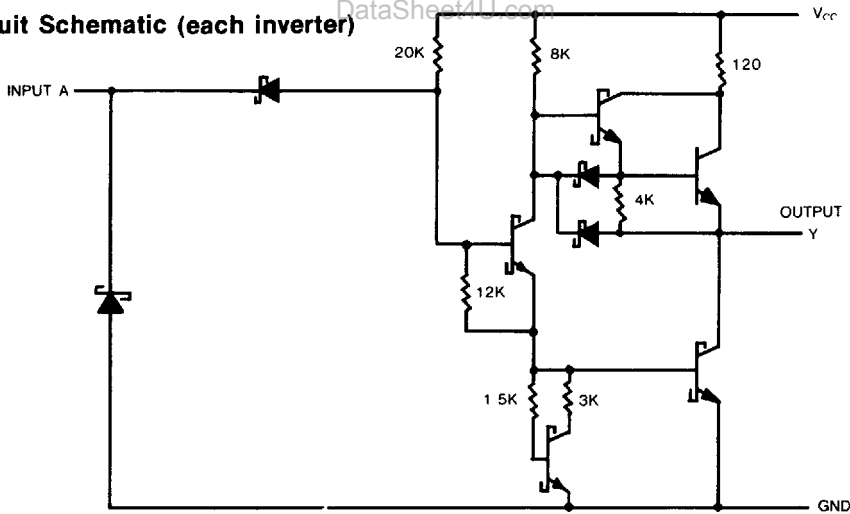 DataSheet4U.com
uit Schematic (each inverter)
VCC
20K
8K
120
INPUT A
4K
OUTPUT
Y
12K
1 5K
3K
GND